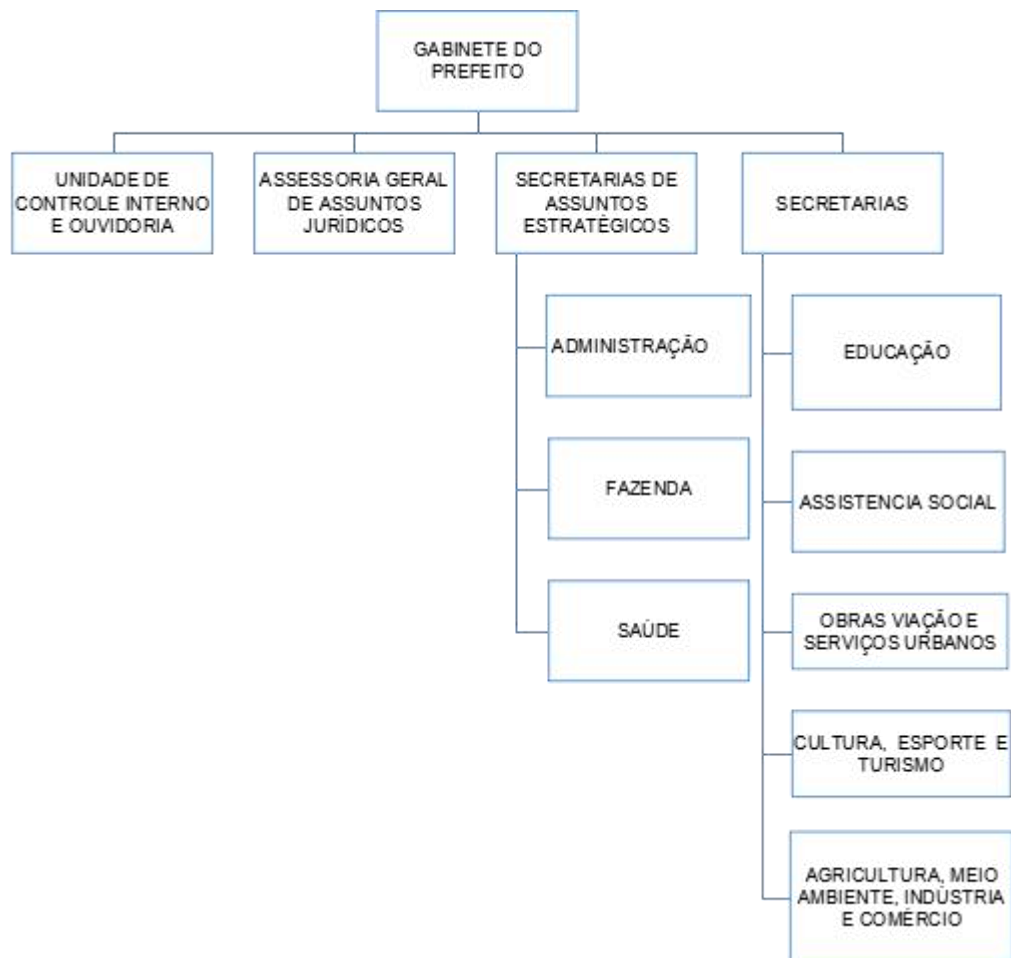 GABINETE DO
PREFEITO
UNIDADE DE
CONTROLE INTERNO
E OUVIDORIA
ASSESSORIA GERAL
DE ASSUNTOS
JURÍDICOS
SECRETARIAS DE
ASSUNTOS
ESTRATÉGICOS
SECRETARIAS
ADMINISTRAÇÃO
FAZENDA
SAÚDE
EDUCAÇÃO
ASSISTENCIA SOCIAL
OBRAS VIAÇÃO E
SERVIÇOS URBANOS
CULTURA, ESPORTE E
TURISMO
AGRICULTURA, MEIO
AMBIENTE, INDÚSTRIA
E COMÉRCIO